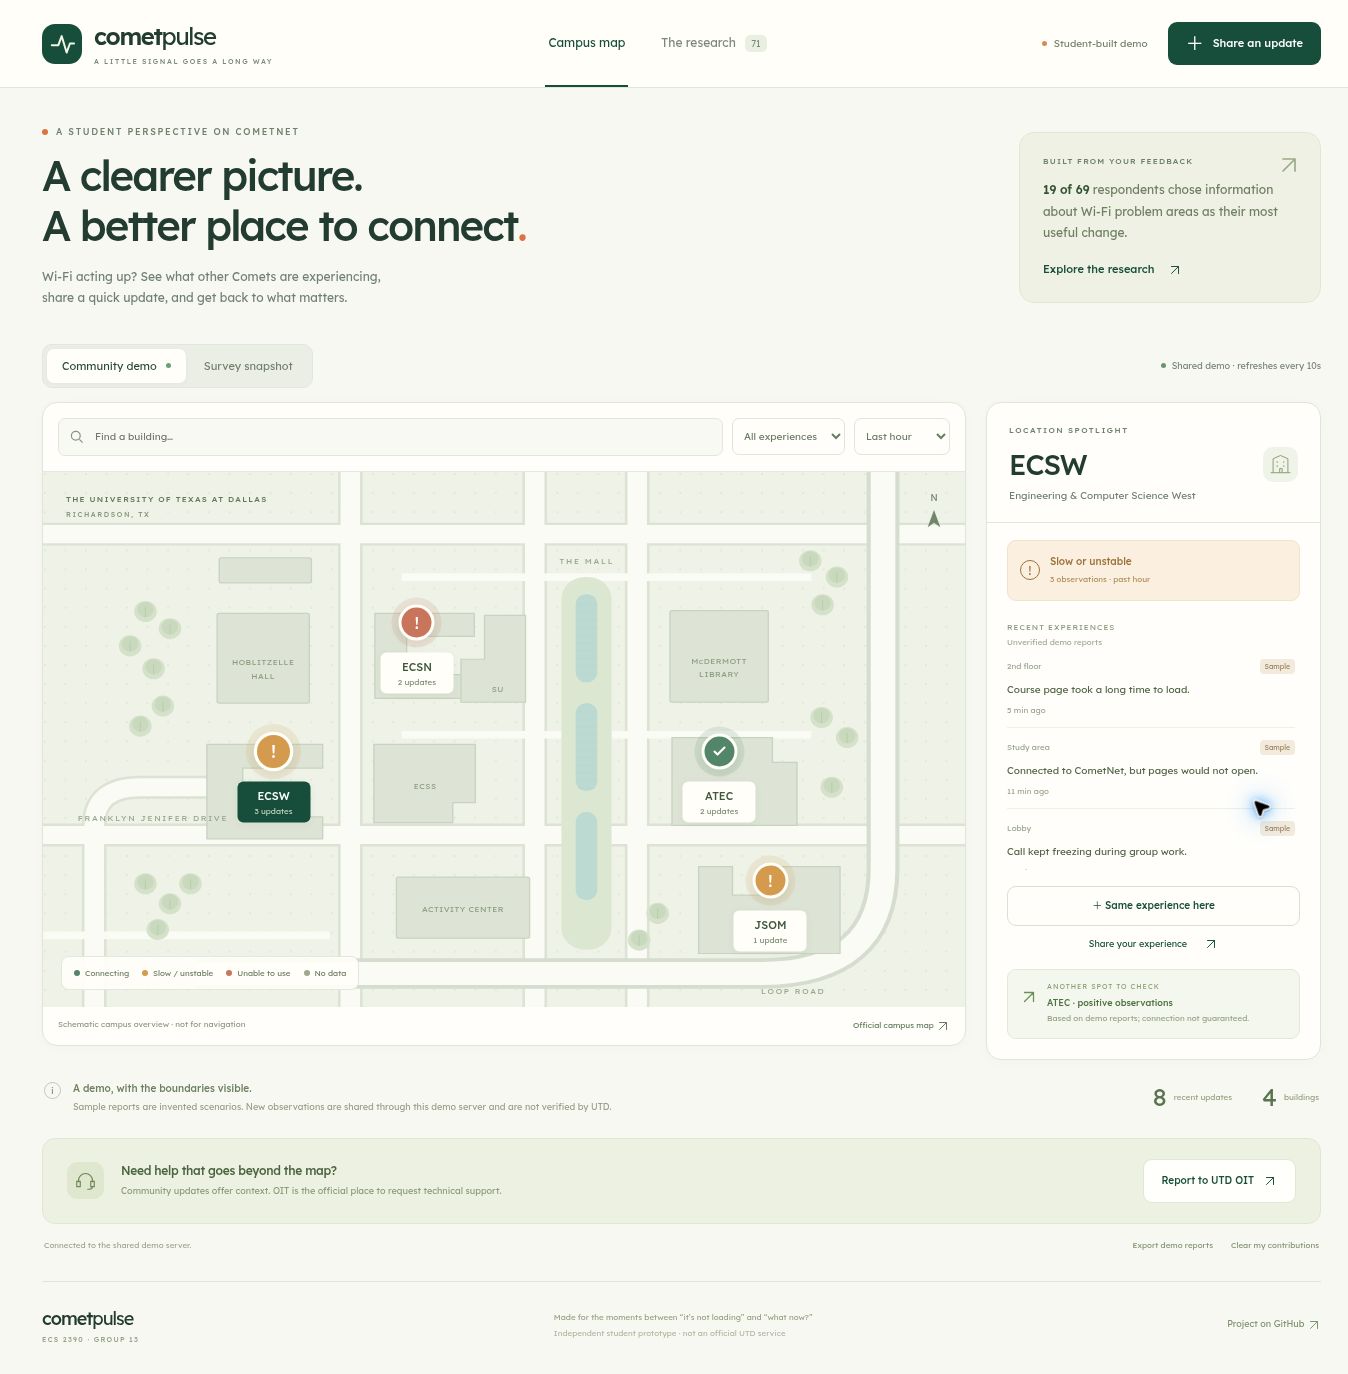 cometpulse
A LITTLE SIGNAL GOES A LONG WAY
Campus map
The research 71
Student-built demo
Share an update
A STUDENT PERSPECTIVE ON COMETNET
A clearer picture.
A better place to connect.
Wi-Fi acting up? See what other Comets are experiencing,
share a quick update, and get back to what matters.
BUILT FROM YOUR FEEDBACK
19 of 69 respondents chose information
about Wi-Fi problem areas as their most
useful change.
Explore the research
Community demo
Survey snapshot
Shared demo · refreshes every 10s
Find a building...
All experiences
Last hour
THE UNIVERSITY OF TEXAS AT DALLAS
RICHARDSON, TX
N
THE MALL
HOBLITZELLE
HALL
!
ECSN
2 updates
SU
McDERMOTT
LIBRARY
!
ECSW
3 updates
ECSS
ATEC
2 updates
FRANKLYN JENIFER DRIVE
ACTIVITY CENTER
!
JSOM
1 update
Connecting
Slow / unstable
Unable to use
No data
LOOP ROAD
Schematic campus overview · not for navigation
Official campus map
LOCATION SPOTLIGHT
ECSW
Engineering & Computer Science West
Slow or unstable
3 observations · past hour
RECENT EXPERIENCES
Unverified demo reports
2nd floor
Sample
Course page took a long time to load.
5 min ago
Study area
Sample
Connected to CometNet, but pages would not open.
11 min ago
Lobby
Sample
Call kept freezing during group work.
+ Same experience here
Share your experience
ANOTHER SPOT TO CHECK
ATEC · positive observations
Based on demo reports; connection not guaranteed.
A demo, with the boundaries visible.
Sample reports are invented scenarios. New observations are shared through this demo server and are not verified by UTD.
8 recent updates
4 buildings
Need help that goes beyond the map?
Community updates offer context. OIT is the official place to request technical support.
Report to UTD OIT
Connected to the shared demo server.
Export demo reports
Clear my contributions
cometpulse
ECS 2390 · GROUP 13
Made for the moments between “it’s not loading” and “what now?”
Independent student prototype · not an official UTD service
Project on GitHub